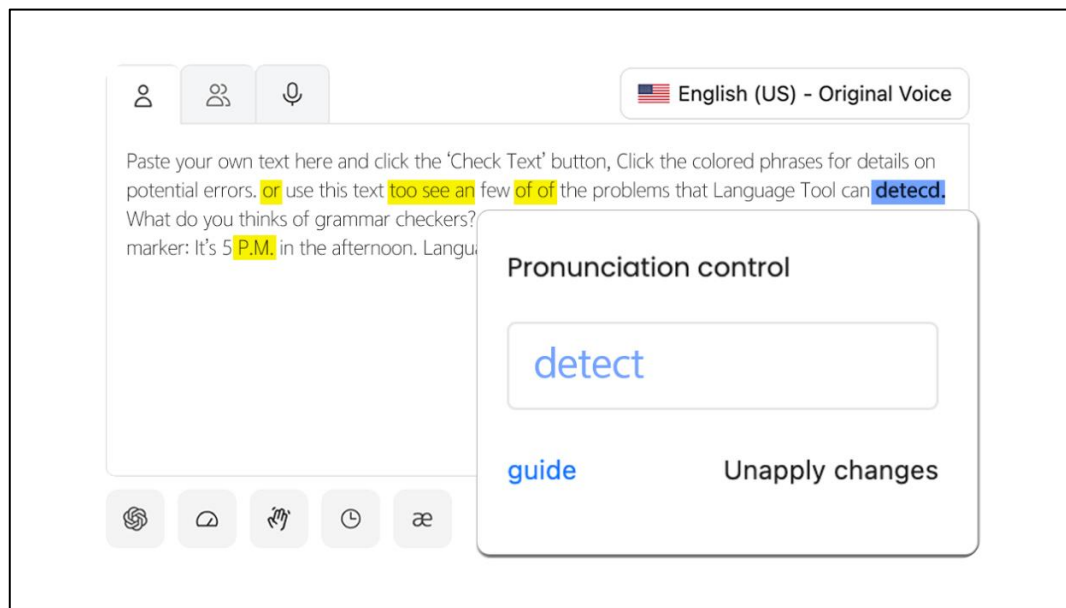 English (US) - Original Voice
Paste your own text here and click the ‘Check Text’ button, Click the colored phrases for details on
potential errors. or use this text too see an few of of the problems that Language Tool can detecd.
What do you thinks of grammar checkers?
marker: It’s 5 P.M. in the afternoon.
Pronunciation control
detect
guide
Unapply changes
æ